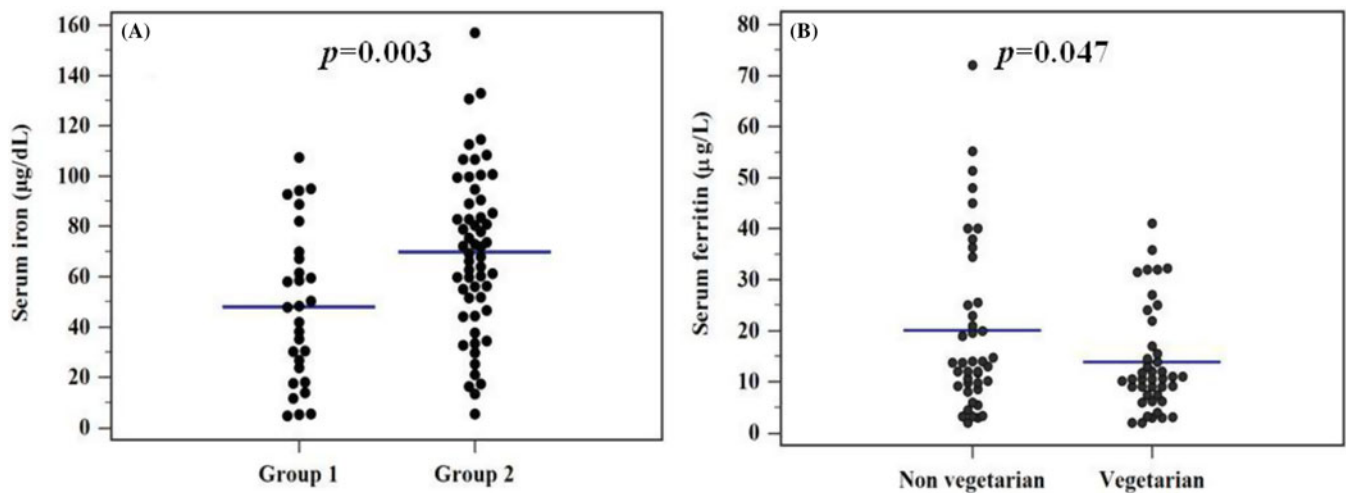 (A)
p=0.003
Serum iron (µg/dL)
160
140
120
100
80
60
40
20
0
Group 1
Group 2
(B)
p=0.047
Serum ferritin (µ g/L)
80
70
60
50
40
30
20
10
0
Non vegetarian
Vegetarian